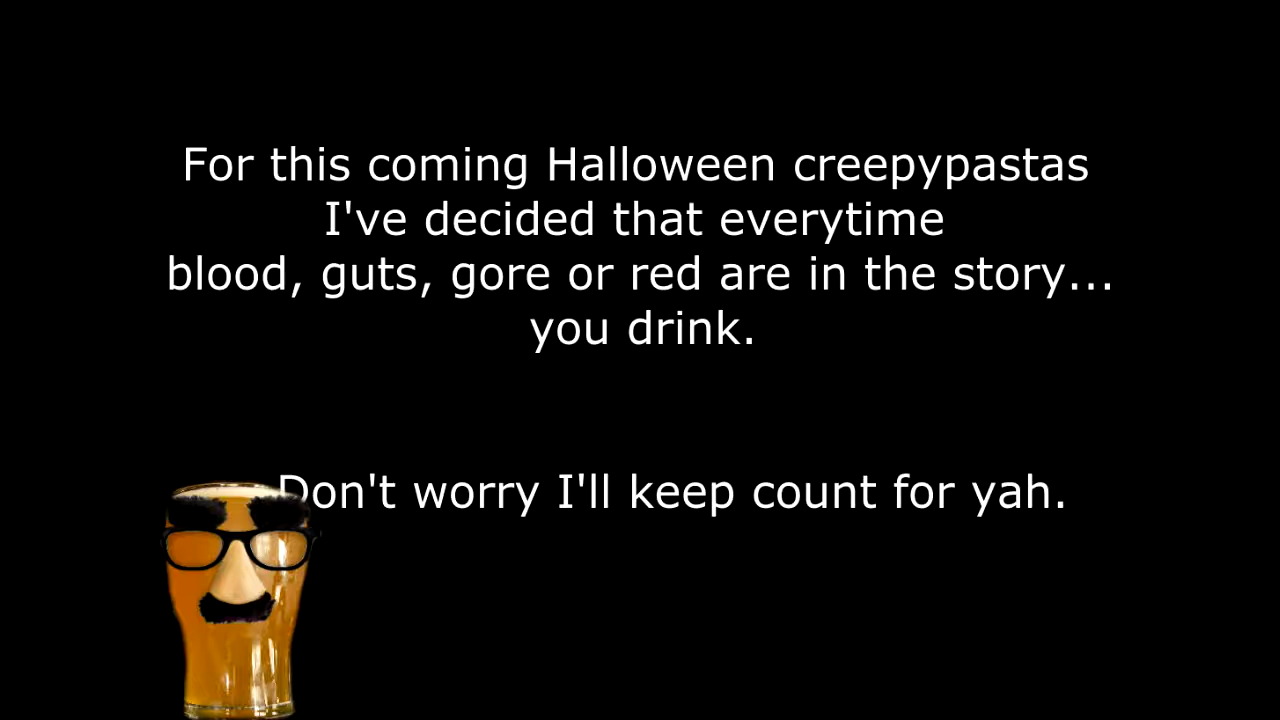 For this coming Halloween creepypastas
I've decided that everytime
blood, guts, gore or red are in the story...
you drink.
Don't worry I'll keep count for yah.